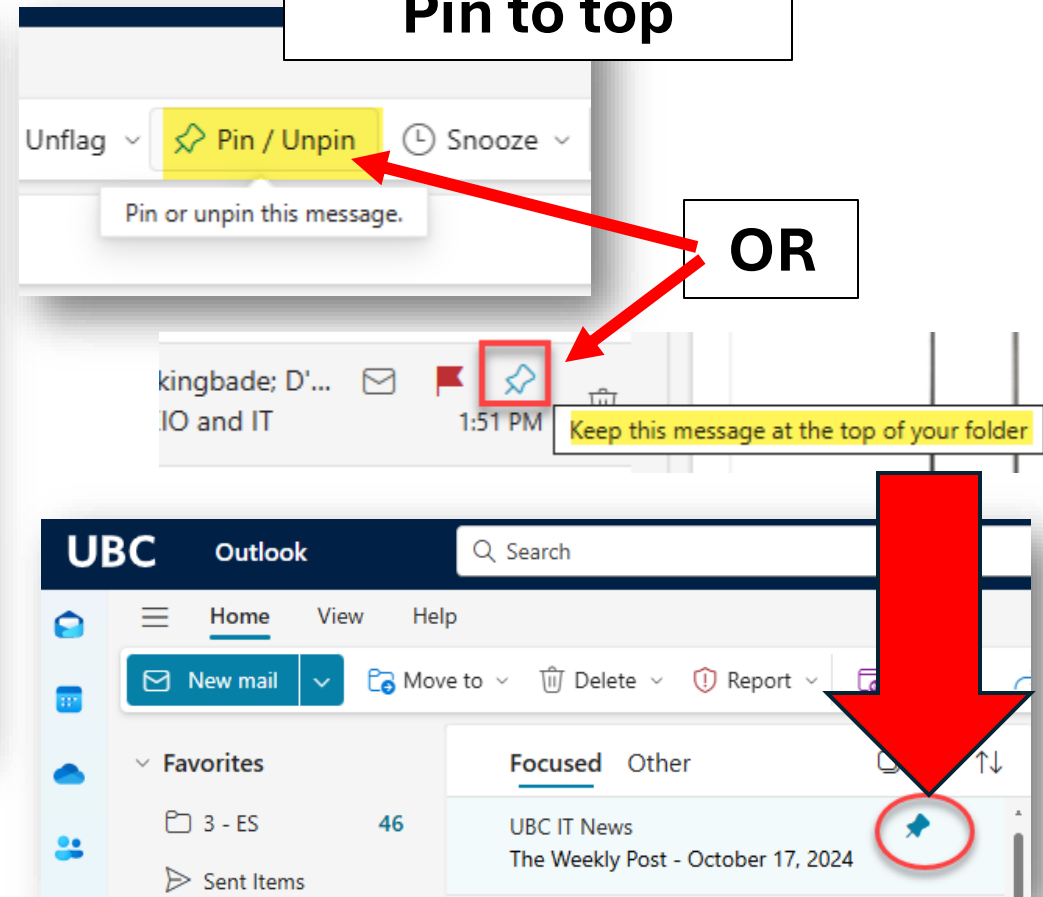 Pin to top
Unflag Pin / Unpin Snooze
Pin or unpin this message.
OR
kingbade; D'...
IO and IT 1:51 PM
Keep this message at the top of your folder
UBC Outlook Search
Home View Help
New mail Move to Delete Report
Favorites
Focused Other
3 - ES 46
UBC IT News
The Weekly Post - October 17, 2024
Sent Items